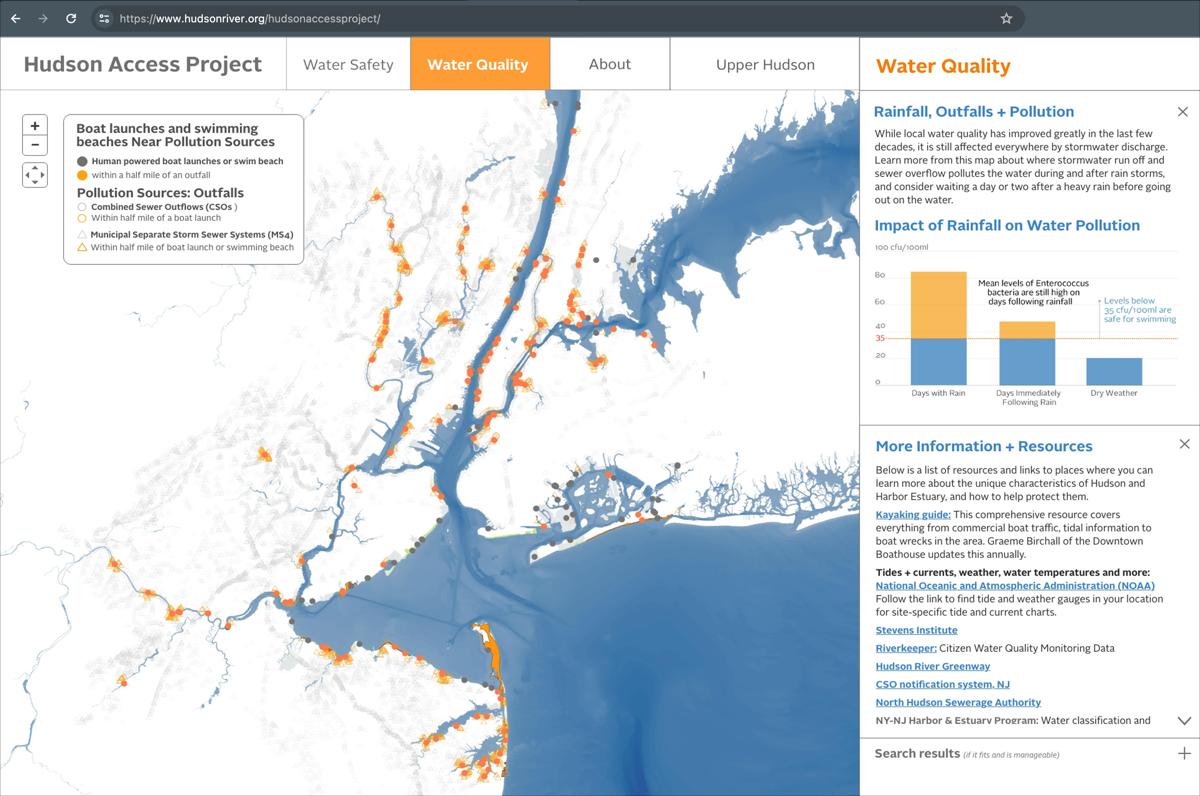 https://www.hudsonriver.org/hudsonaccessproject/
Hudson Access Project
Water Safety
Water Quality
About
Upper Hudson
+
−
Boat launches and swimming
beaches Near Pollution Sources
Human powered boat launches or swim beach
within a half mile of an outfall
Pollution Sources: Outfalls
Combined Sewer Outflows (CSOs )
Within half mile of a boat launch
Municipal Separate Storm Sewer Systems (MS4)
Within half mile of boat launch or swimming beach
Water Quality
Rainfall, Outfalls + Pollution
While local water quality has improved greatly in the last few
decades, it is still affected everywhere by stormwater discharge.
Learn more from this map about where stormwater run off and
sewer overflow pollutes the water during and after rain storms,
and consider waiting a day or two after a heavy rain before going
out on the water.
Impact of Rainfall on Water Pollution
100 cfu/100ml
80
60
40
35
20
0
Mean levels of Enterococcus
bacteria are still high on
days following rainfall
Levels below
35 cfu/100ml are
safe for swimming
Days with Rain
Days Immediately
Following Rain
Dry Weather
More Information + Resources
Below is a list of resources and links to places where you can
learn more about the unique characteristics of Hudson and
Harbor Estuary, and how to help protect them.
Kayaking guide: This comprehensive resource covers
everything from commercial boat traffic, tidal information to
boat wrecks in the area. Graeme Birchall of the Downtown
Boathouse updates this annually.
Tides + currents, weather, water temperatures and more:
National Oceanic and Atmospheric Administration (NOAA)
Follow the link to find tide and weather gauges in your location
for site-specific tide and current charts.
Stevens Institute
Riverkeeper: Citizen Water Quality Monitoring Data
Hudson River Greenway
CSO notification system, NJ
North Hudson Sewerage Authority
NY-NJ Harbor & Estuary Program: Water classification and
Search results (if it fits and is manageable)
+